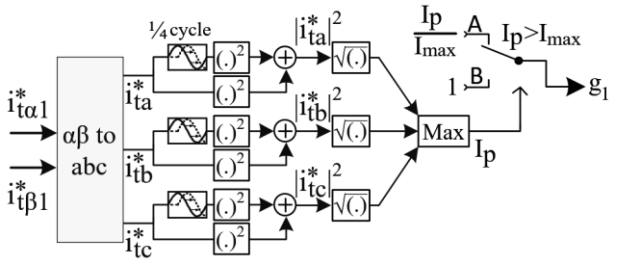 ¼ cycle
i*tα1
i*tβ1
αβ to
abc
i*ta
i*tb
i*tc
(.)²
(.)²
|i*ta|²
√(.)
(.)²
(.)²
|i*tb|²
√(.)
(.)²
(.)²
|i*tc|²
√(.)
Max
Ip
Ip
Imax
A
Ip>Imax
1
B
g1